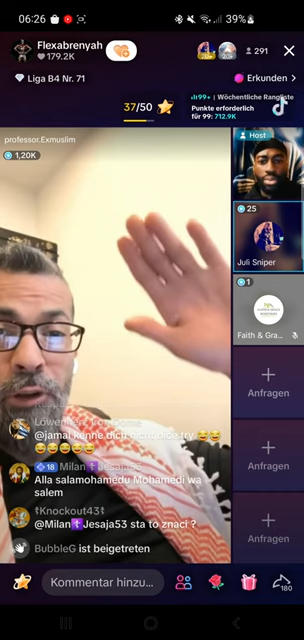 06:26
39%
Flexabrenyah
179.2K
291
Liga B4 Nr. 71
Erkunden >
37/50
99+ | Wöchentliche Rangliste
Punkte erforderlich
für 99: 712.9K
professor.Exmuslim
1,20K
Host
25
Juli Sniper
1
Faith & Gra...
+ Anfragen
+ Anfragen
+ Anfragen
@jamal kenne dich nicht dice try 😂😂
😂😂😂😂😂
18 Milan✝️Jesaja53
Alla salamohamedu Mohamedi wa
salem
☦Knockout43☦
@Milan✝️Jesaja53 sta to znaci ?
BubbleG ist beigetreten
Kommentar hinzu...
180